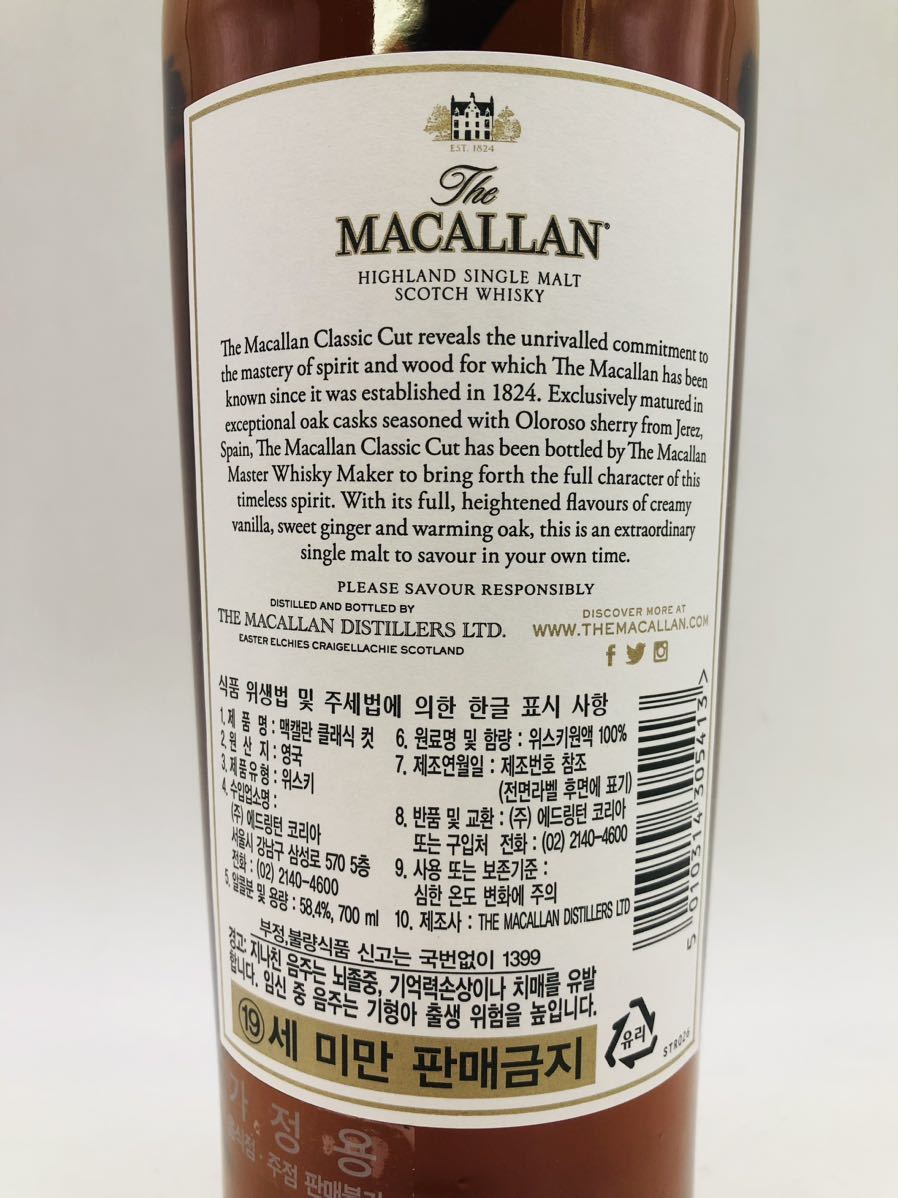 EST. 1824
The
MACALLAN®
HIGHLAND SINGLE MALT
SCOTCH WHISKY
The Macallan Classic Cut reveals the unrivalled commitment to
the mastery of spirit and wood for which The Macallan has been
known since it was established in 1824. Exclusively matured in
exceptional oak casks seasoned with Oloroso sherry from Jerez,
Spain, The Macallan Classic Cut has been bottled by The Macallan
Master Whisky Maker to bring forth the full character of this
timeless spirit. With its full, heightened flavours of creamy
vanilla, sweet ginger and warming oak, this is an extraordinary
single malt to savour in your own time.
PLEASE SAVOUR RESPONSIBLY
DISTILLED AND BOTTLED BY
THE MACALLAN DISTILLERS LTD.
EASTER ELCHIES CRAIGELLACHIE SCOTLAND
DISCOVER MORE AT
WWW.THEMACALLAN.COM
식품 위생법 및 주세법에 의한 한글 표시 사항
1. 제 품 명 : 맥캘란 클래식 컷
2. 원 산 지 : 영국
3. 제품유형 : 위스키
4. 수입업소명 :
(주) 에드링턴 코리아
서울시 강남구 삼성로 570 5층
전화 : (02) 2140-4600
5. 알콜분 및 용량 : 58.4%, 700 ml
6. 원료명 및 함량 : 위스키원액 100%
7. 제조연월일 : 제조번호 참조
(전면라벨 후면에 표기)
8. 반품 및 교환 : (주) 에드링턴 코리아
또는 구입처 전화 : (02) 2140-4600
9. 사용 또는 보존기준 :
심한 온도 변화에 주의
10. 제조사 : THE MACALLAN DISTILLERS LTD
5 010314 305413 >
부정,불량식품 신고는 국번없이 1399
경고: 지나친 음주는 뇌졸중, 기억력손상이나 치매를 유발
합니다. 임신 중 음주는 기형아 출생 위험을 높입니다.
⑲세 미만 판매금지
유리
STR026
가 정 용
주점 판매불가